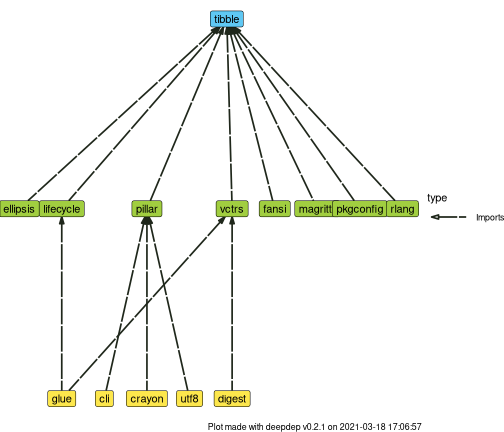 tibble
ellipsis lifecycle pillar vctrs fansi magritt pkgconfig rlang
type
Imports
glue cli crayon utf8 digest
Plot made with deepdep v0.2.1 on 2021-03-18 17:06:57